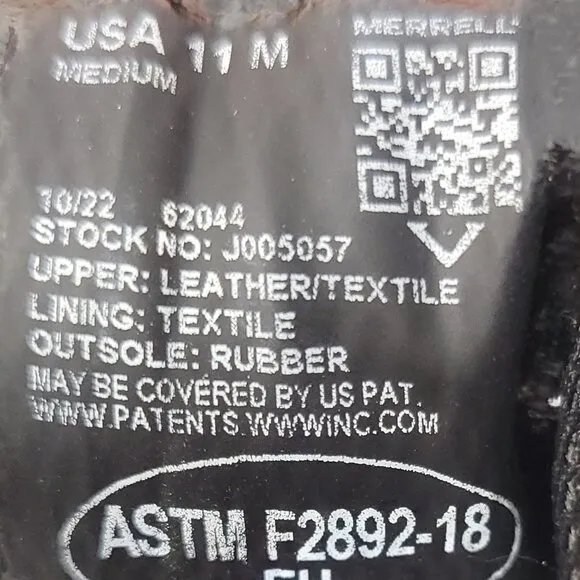 USA 11 M
MEDIUM
MERRELL
10/22 62044
STOCK NO: J005057
UPPER: LEATHER/TEXTILE
LINING: TEXTILE
OUTSOLE: RUBBER
MAY BE COVERED BY US PAT.
WWW.PATENTS.WWWINC.COM
ASTM F2892-18
EH